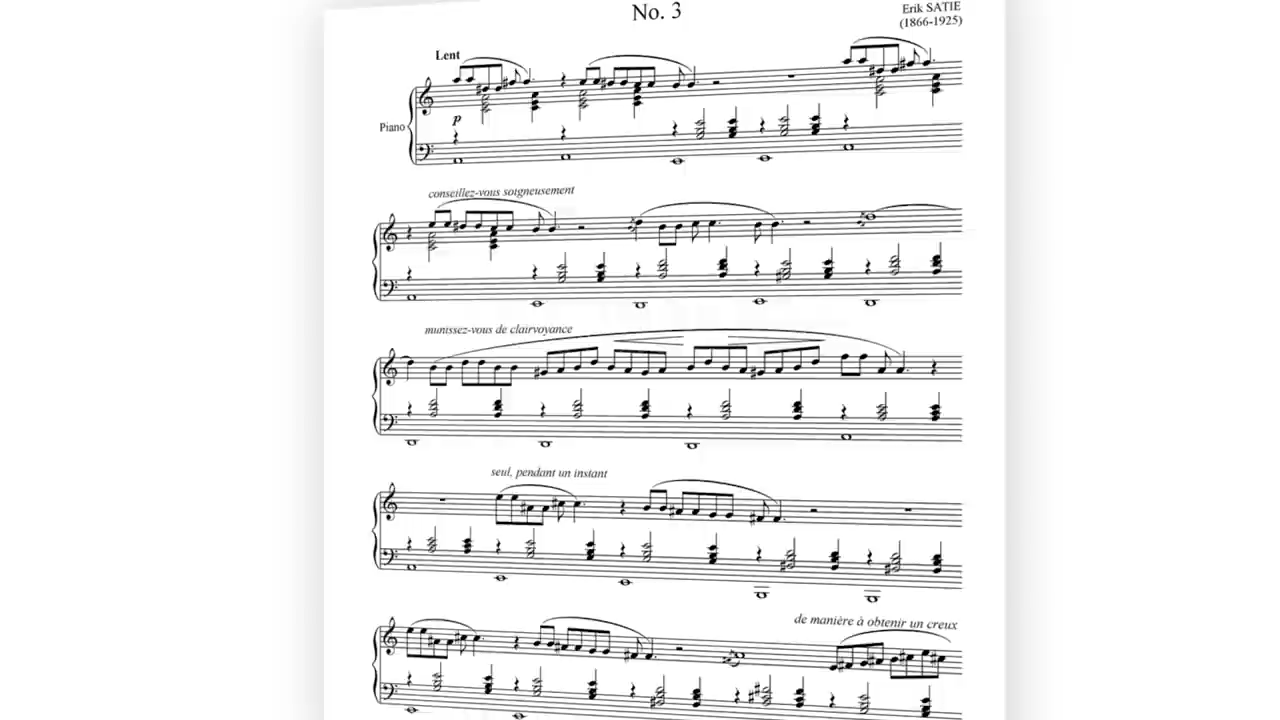 No. 3
Erik SATIE
(1866-1925)
Lent
Piano
p
conseillez-vous soigneusement
munissez-vous de clairvoyance
seul, pendant un instant
de manière à obtenir un creux